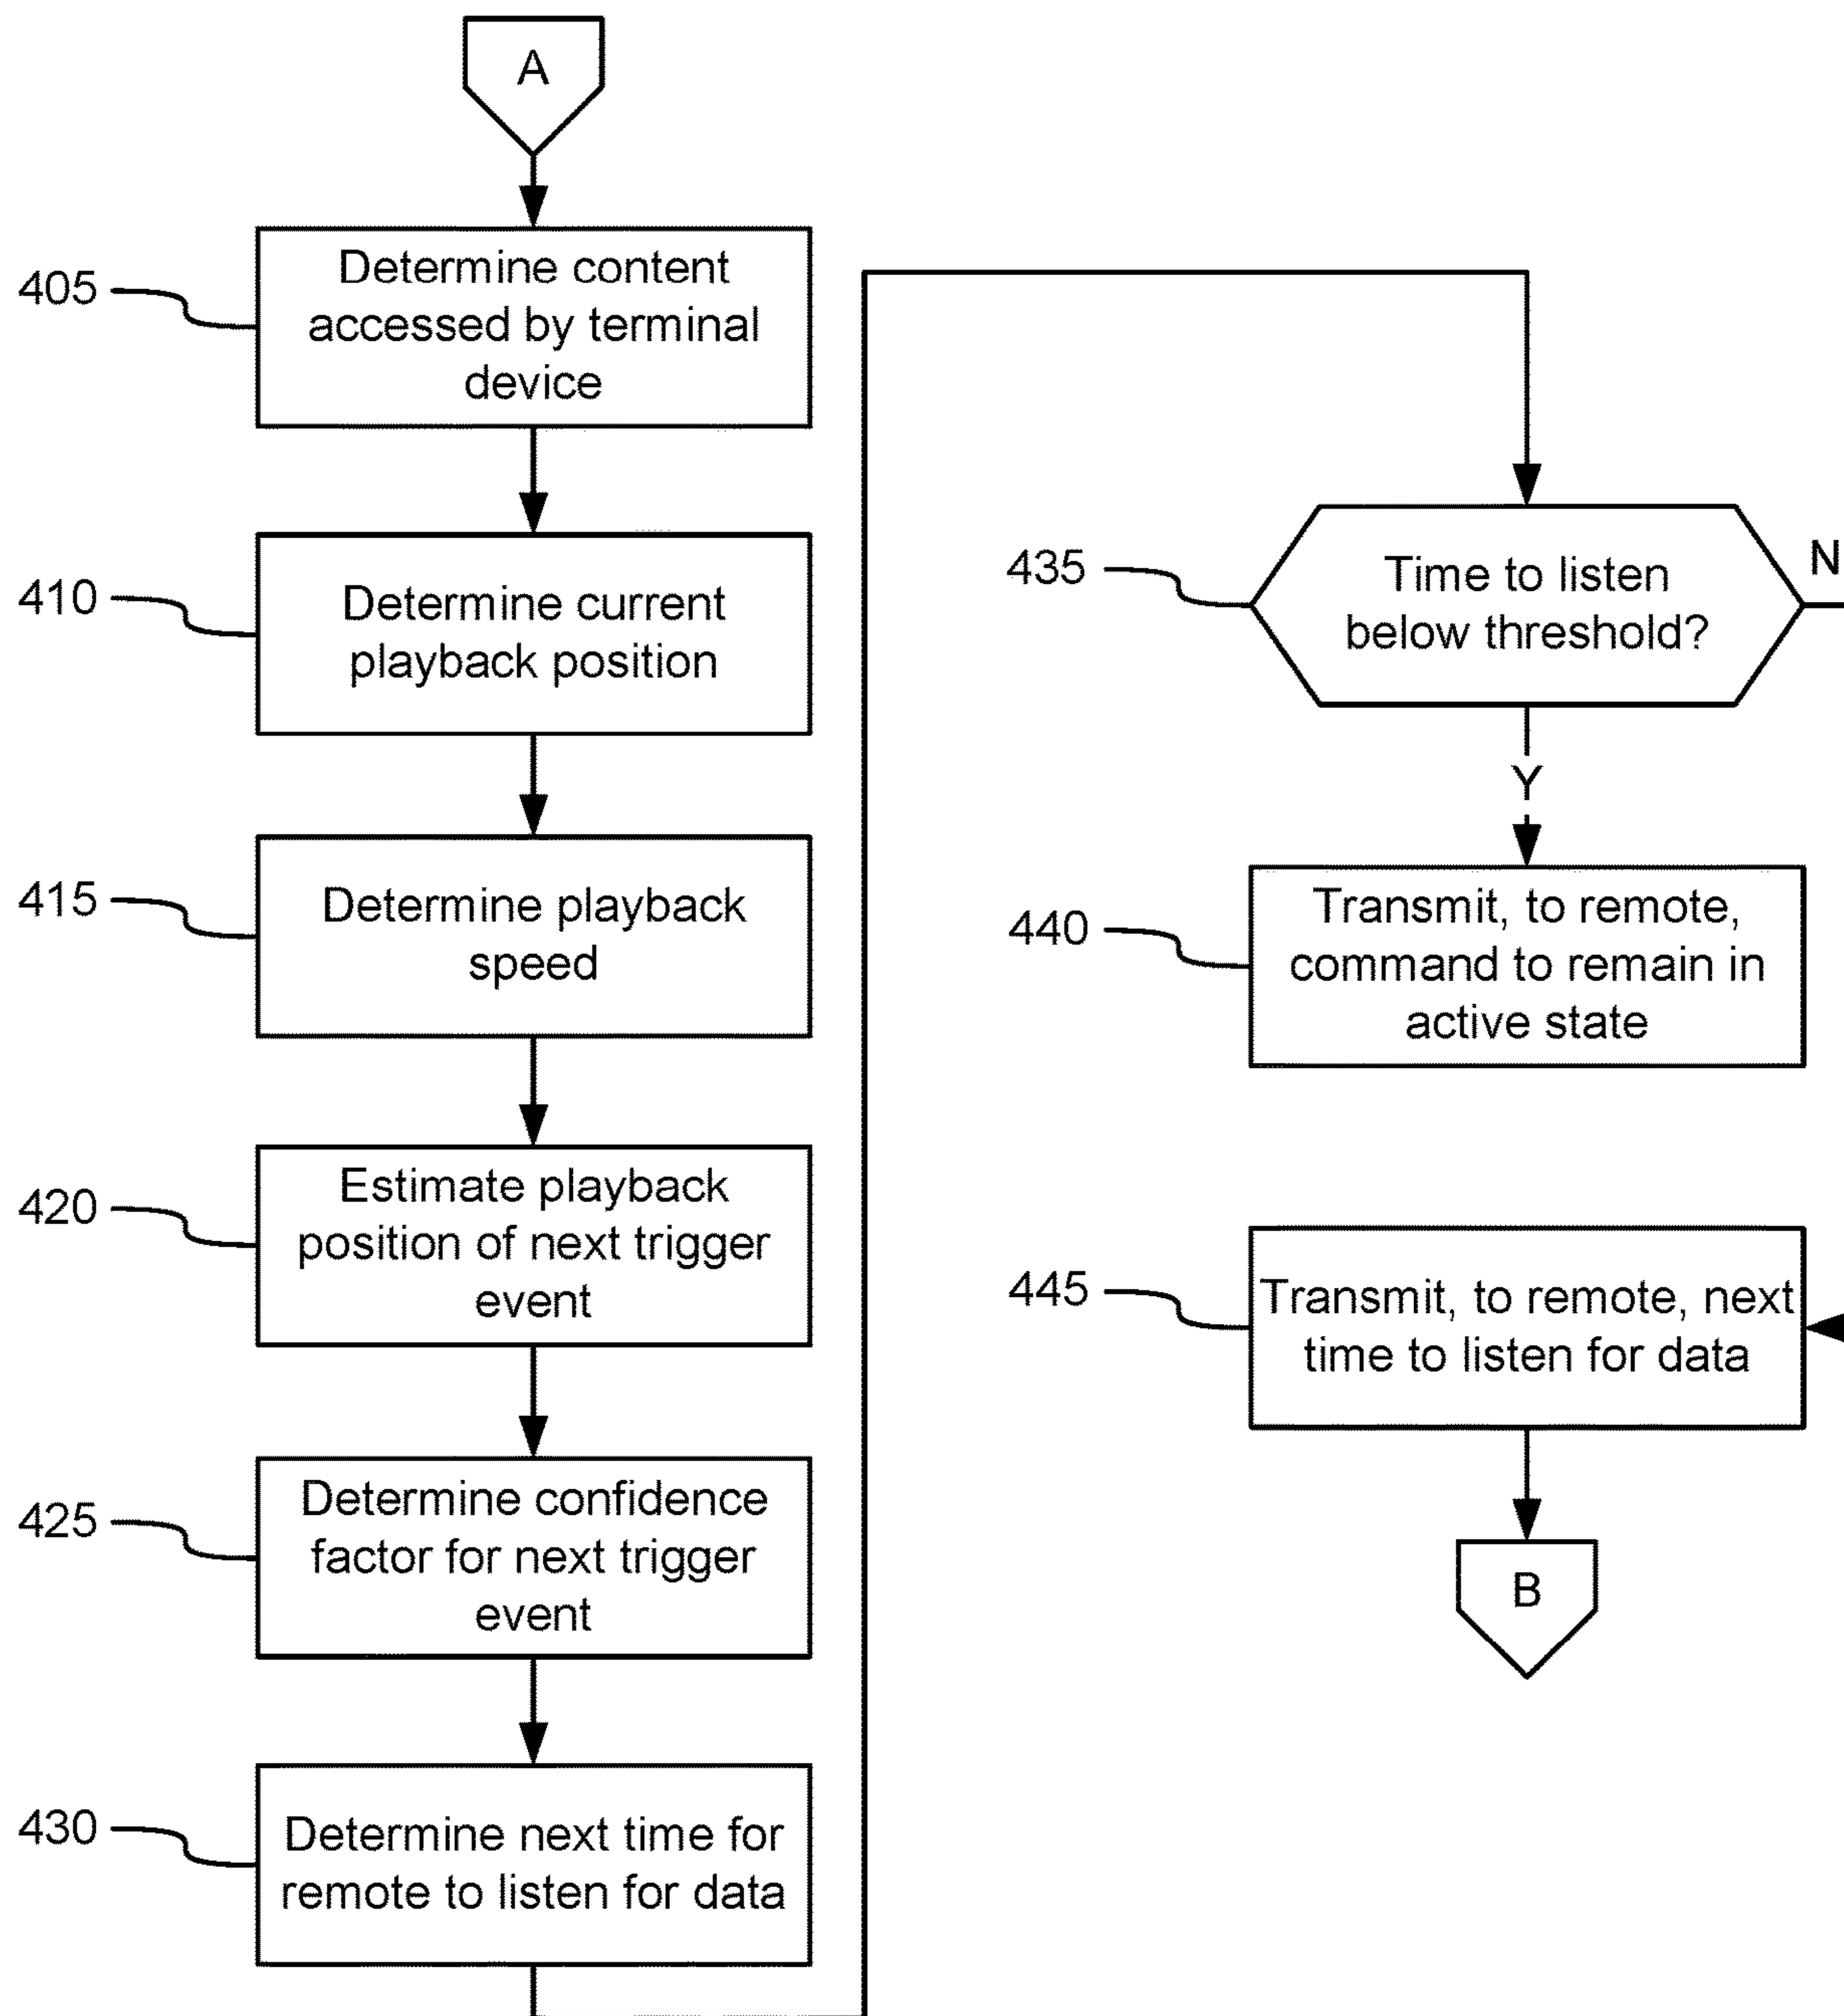 A
405
Determine content
accessed by terminal
device
410
Determine current
playback position
415
Determine playback
speed
420
Estimate playback
position of next trigger
event
425
Determine confidence
factor for next trigger
event
430
Determine next time for
remote to listen for data
435
Time to listen
below threshold?
N
Y
440
Transmit, to remote,
command to remain in
active state
445
Transmit, to remote, next
time to listen for data
B